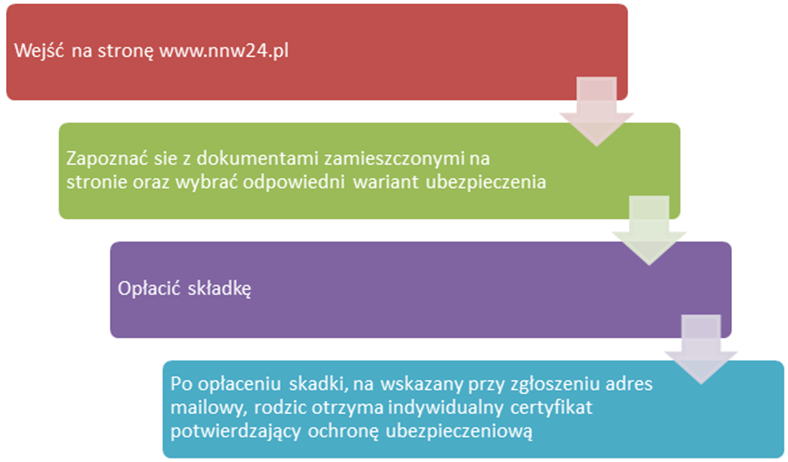 Wejść na stronę www.nnw24.pl
Zapoznać sie z dokumentami zamieszczonymi na
stronie oraz wybrać odpowiedni wariant ubezpieczenia
Opłacić składkę
Po opłaceniu skadki, na wskazany przy zgłoszeniu adres
mailowy, rodzic otrzyma indywidualny certyfikat
potwierdzający ochronę ubezpieczeniową